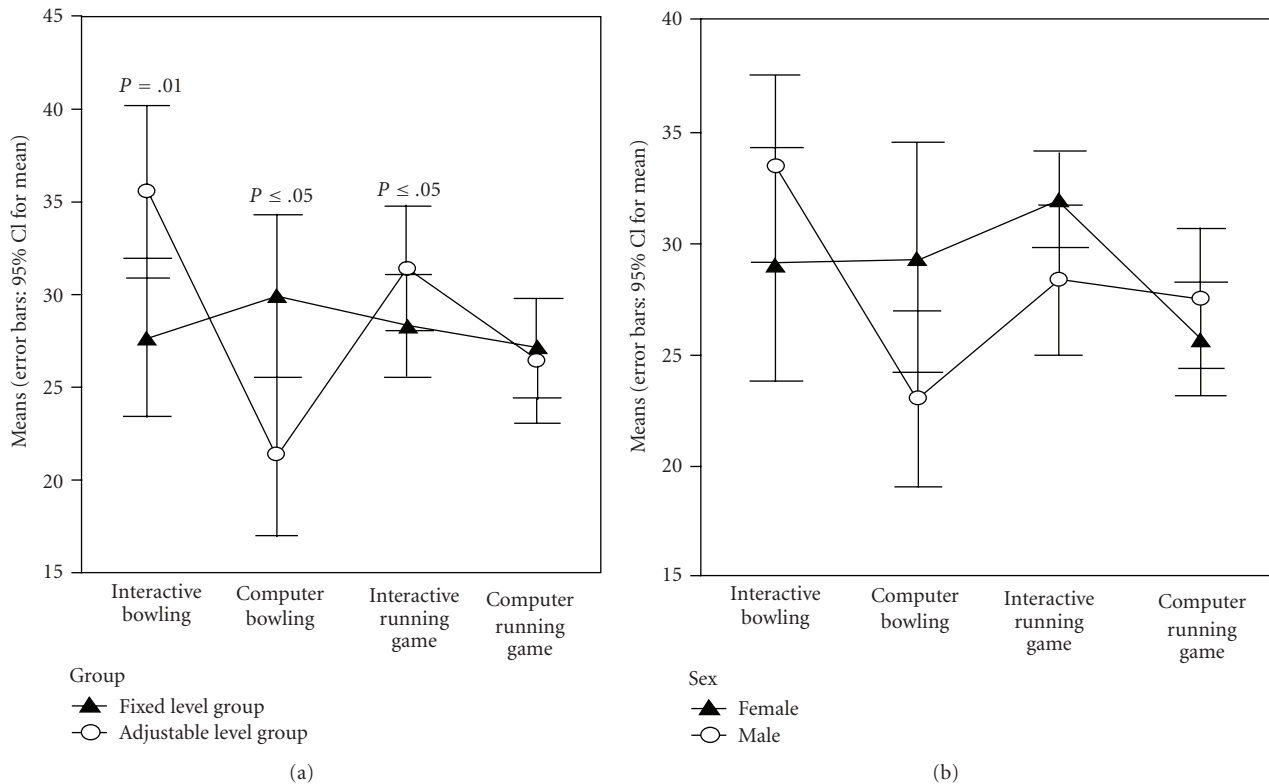 Means (error bars: 95% CI for mean)
45
40
35
30
25
20
15
P = .01
P ≤ .05
P ≤ .05
Interactive
bowling
Computer
bowling
Interactive
running
game
Computer
running
game
Group
Fixed level group
Adjustable level group
(a)
Means (error bars: 95% CI for mean)
40
35
30
25
20
15
Interactive
bowling
Computer
bowling
Interactive
running
game
Computer
running
game
Sex
Female
Male
(b)